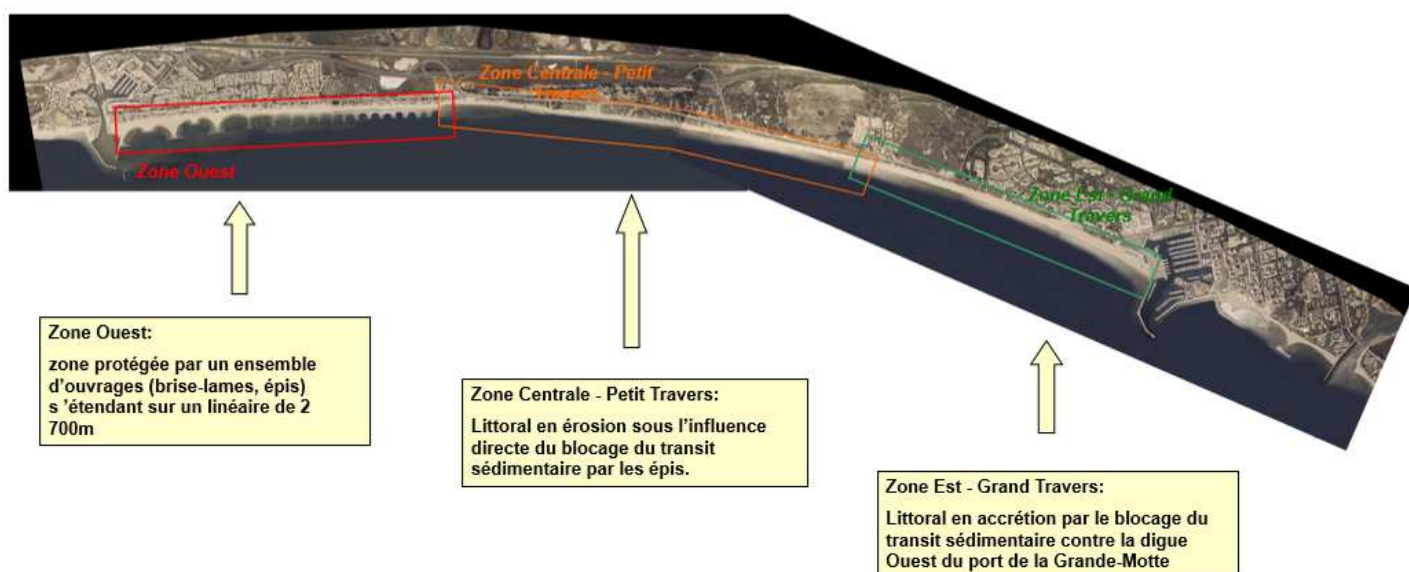 Zone Centrale - Petit
Travers
Zone Ouest
Zone Est - Grand
Travers
Zone Ouest:
zone protégée par un ensemble
d'ouvrages (brise-lames, épis)
s 'étendant sur un linéaire de 2
700m
Zone Centrale - Petit Travers:
Littoral en érosion sous l'influence
directe du blocage du transit
sédimentaire par les épis.
Zone Est - Grand Travers:
Littoral en accrétion par le blocage du
transit sédimentaire contre la digue
Ouest du port de la Grande-Motte